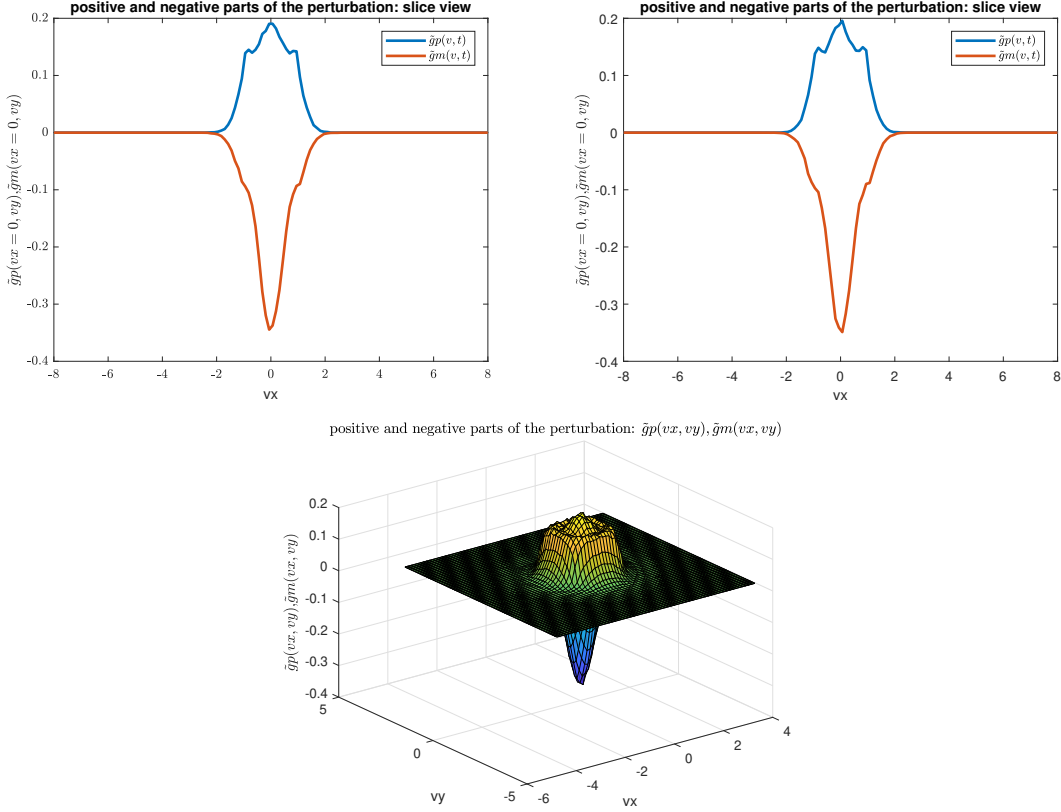 positive and negative parts of the perturbation: slice view
g̃p(v,t)
g̃m(v,t)
0.2
0.1
0
-0.1
-0.2
-0.3
-0.4
-8 -6 -4 -2 0 2 4 6 8
vx
g̃p(vx = 0, vy),g̃m(vx = 0, vy)
positive and negative parts of the perturbation: slice view
g̃p(v,t)
g̃m(v,t)
0.2
0.1
0
-0.1
-0.2
-0.3
-0.4
-8 -6 -4 -2 0 2 4 6 8
vx
g̃p(vx = 0, vy),g̃m(vx = 0, vy)
positive and negative parts of the perturbation: g̃p(vx, vy), g̃m(vx, vy)
0.2
0.1
0
-0.1
-0.2
-0.3
-0.4
g̃p(vx, vy),g̃m(vx, vy)
5
0
-5
vy
-6
-4
-2
0
2
4
vx